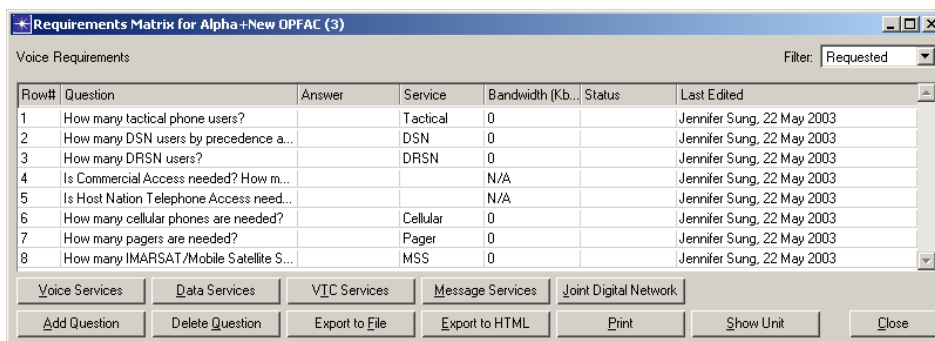 Requirements Matrix for Alpha+New OPFAC (3)
Voice Requirements Filter: Requested
Row# Question Answer Service Bandwidth (Kb... Status Last Edited
1 How many tactical phone users? Tactical 0 Jennifer Sung, 22 May 2003
2 How many DSN users by precedence a... DSN 0 Jennifer Sung, 22 May 2003
3 How many DRSN users? DRSN 0 Jennifer Sung, 22 May 2003
4 Is Commercial Access needed? How m... N/A Jennifer Sung, 22 May 2003
5 Is Host Nation Telephone Access need... N/A Jennifer Sung, 22 May 2003
6 How many cellular phones are needed? Cellular 0 Jennifer Sung, 22 May 2003
7 How many pagers are needed? Pager 0 Jennifer Sung, 22 May 2003
8 How many IMARSAT/Mobile Satellite S... MSS 0 Jennifer Sung, 22 May 2003
Voice Services Data Services VTC Services Message Services Joint Digital Network
Add Question Delete Question Export to File Export to HTML Print Show Unit Close